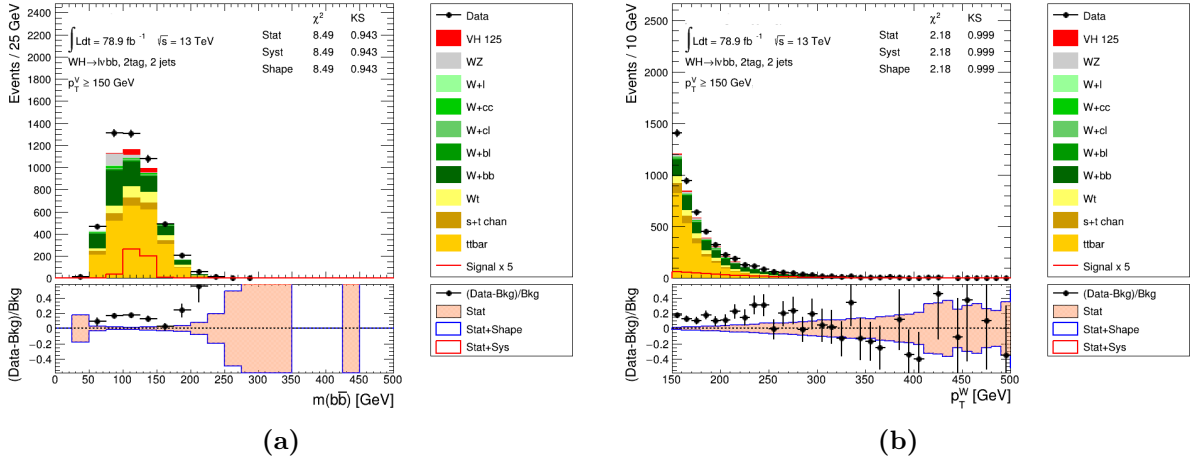 Events / 25 GeV
2400
2200
2000
1800
1600
1400
1200
1000
800
600
400
200
0
∫Ldt = 78.9 fb⁻¹ √s = 13 TeV
WH→lνbb, 2tag, 2 jets
p_T^V ≥ 150 GeV
χ² KS
Stat 8.49 0.943
Syst 8.49 0.943
Shape 8.49 0.943
Data
VH 125
WZ
W+l
W+cc
W+cl
W+bl
W+bb
Wt
s+t chan
ttbar
Signal x 5
(Data-Bkg)/Bkg
0.4
0.2
0
−0.2
−0.4
0 50 100 150 200 250 300 350 400 450 500
m(bb̅) [GeV]
(Data-Bkg)/Bkg
Stat
Stat+Shape
Stat+Sys
(a)
Events / 10 GeV
2500
2000
1500
1000
500
0
∫Ldt = 78.9 fb⁻¹ √s = 13 TeV
WH→lνbb, 2tag, 2 jets
p_T^V ≥ 150 GeV
χ² KS
Stat 2.18 0.999
Syst 2.18 0.999
Shape 2.18 0.999
Data
VH 125
WZ
W+l
W+cc
W+cl
W+bl
W+bb
Wt
s+t chan
ttbar
Signal x 5
(Data-Bkg)/Bkg
0.4
0.2
0
−0.2
−0.4
150 200 250 300 350 400 450 500
p_T^W [GeV]
(Data-Bkg)/Bkg
Stat
Stat+Shape
Stat+Sys
(b)